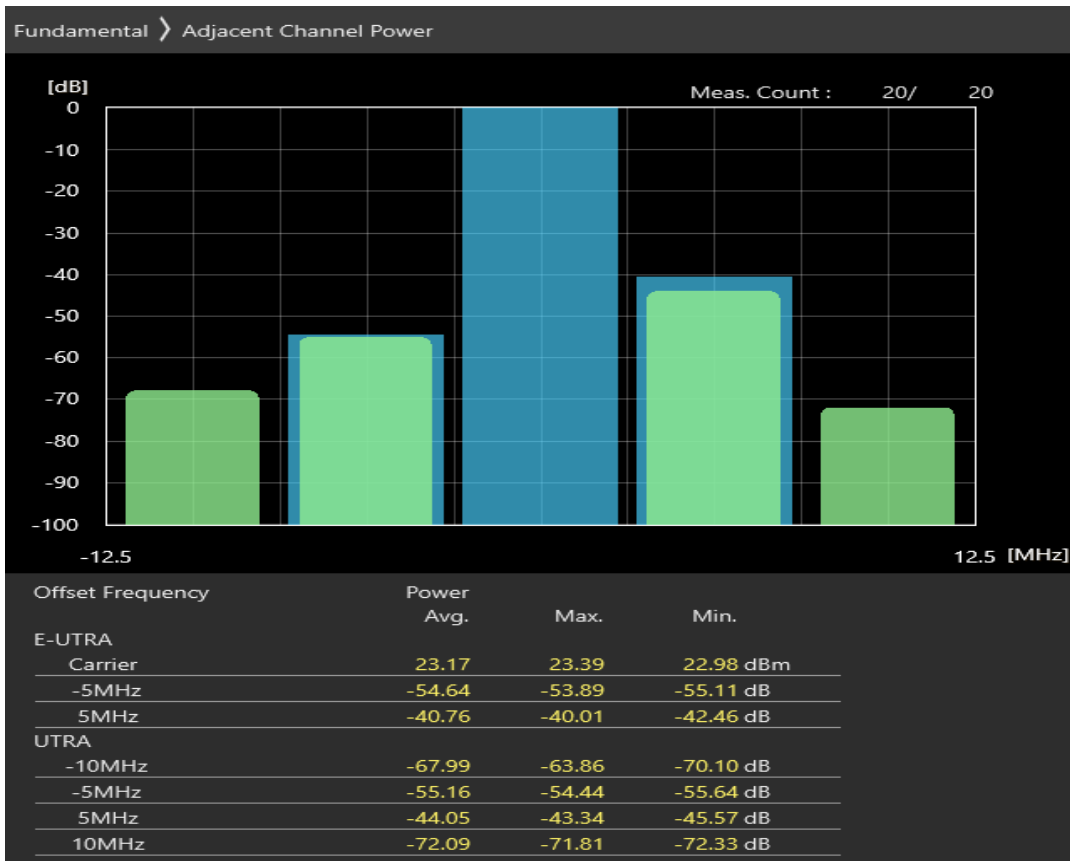 Fundamental 〉 Adjacent Channel Power
[dB]
Meas. Count : 20/ 20
0
-10
-20
-30
-40
-50
-60
-70
-80
-90
-100
-12.5 12.5 [MHz]
Offset Frequency Power
Avg. Max. Min.
E-UTRA
Carrier 23.17 23.39 22.98 dBm
-5MHz -54.64 -53.89 -55.11 dB
5MHz -40.76 -40.01 -42.46 dB
UTRA
-10MHz -67.99 -63.86 -70.10 dB
-5MHz -55.16 -54.44 -55.64 dB
5MHz -44.05 -43.34 -45.57 dB
10MHz -72.09 -71.81 -72.33 dB